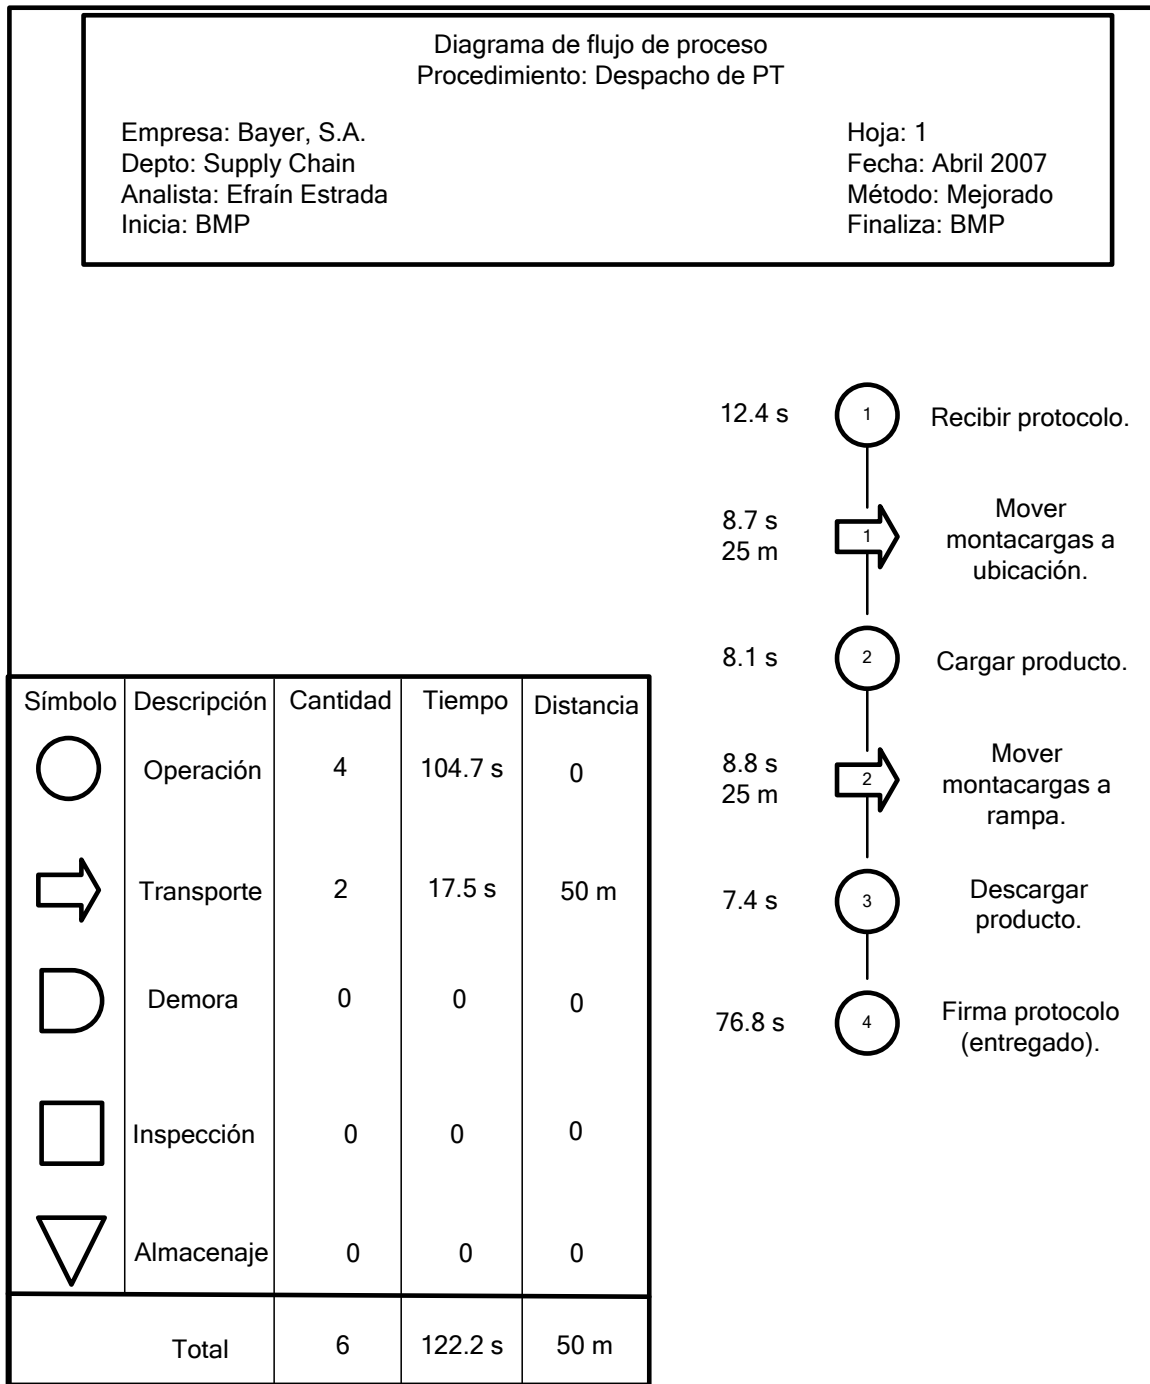 Diagrama de flujo de proceso
Procedimiento: Despacho de PT
Empresa: Bayer, S.A.
Depto: Supply Chain
Analista: Efraín Estrada
Inicia: BMP
Hoja: 1
Fecha: Abril 2007
Método: Mejorado
Finaliza: BMP
12.4 s 1 Recibir protocolo.
8.7 s
25 m
1
Mover
montacargas a
ubicación.
8.1 s 2 Cargar producto.
8.8 s
25 m
2
Mover
montacargas a
rampa.
7.4 s
3
Descargar
producto.
76.8 s
4
Firma protocolo
(entregado).
Símbolo Descripción Cantidad Tiempo Distancia
Operación 4 104.7 s 0
Transporte 2 17.5 s 50 m
Demora 0 0 0
Inspección 0 0 0
Almacenaje 0 0 0
Total 6 122.2 s 50 m